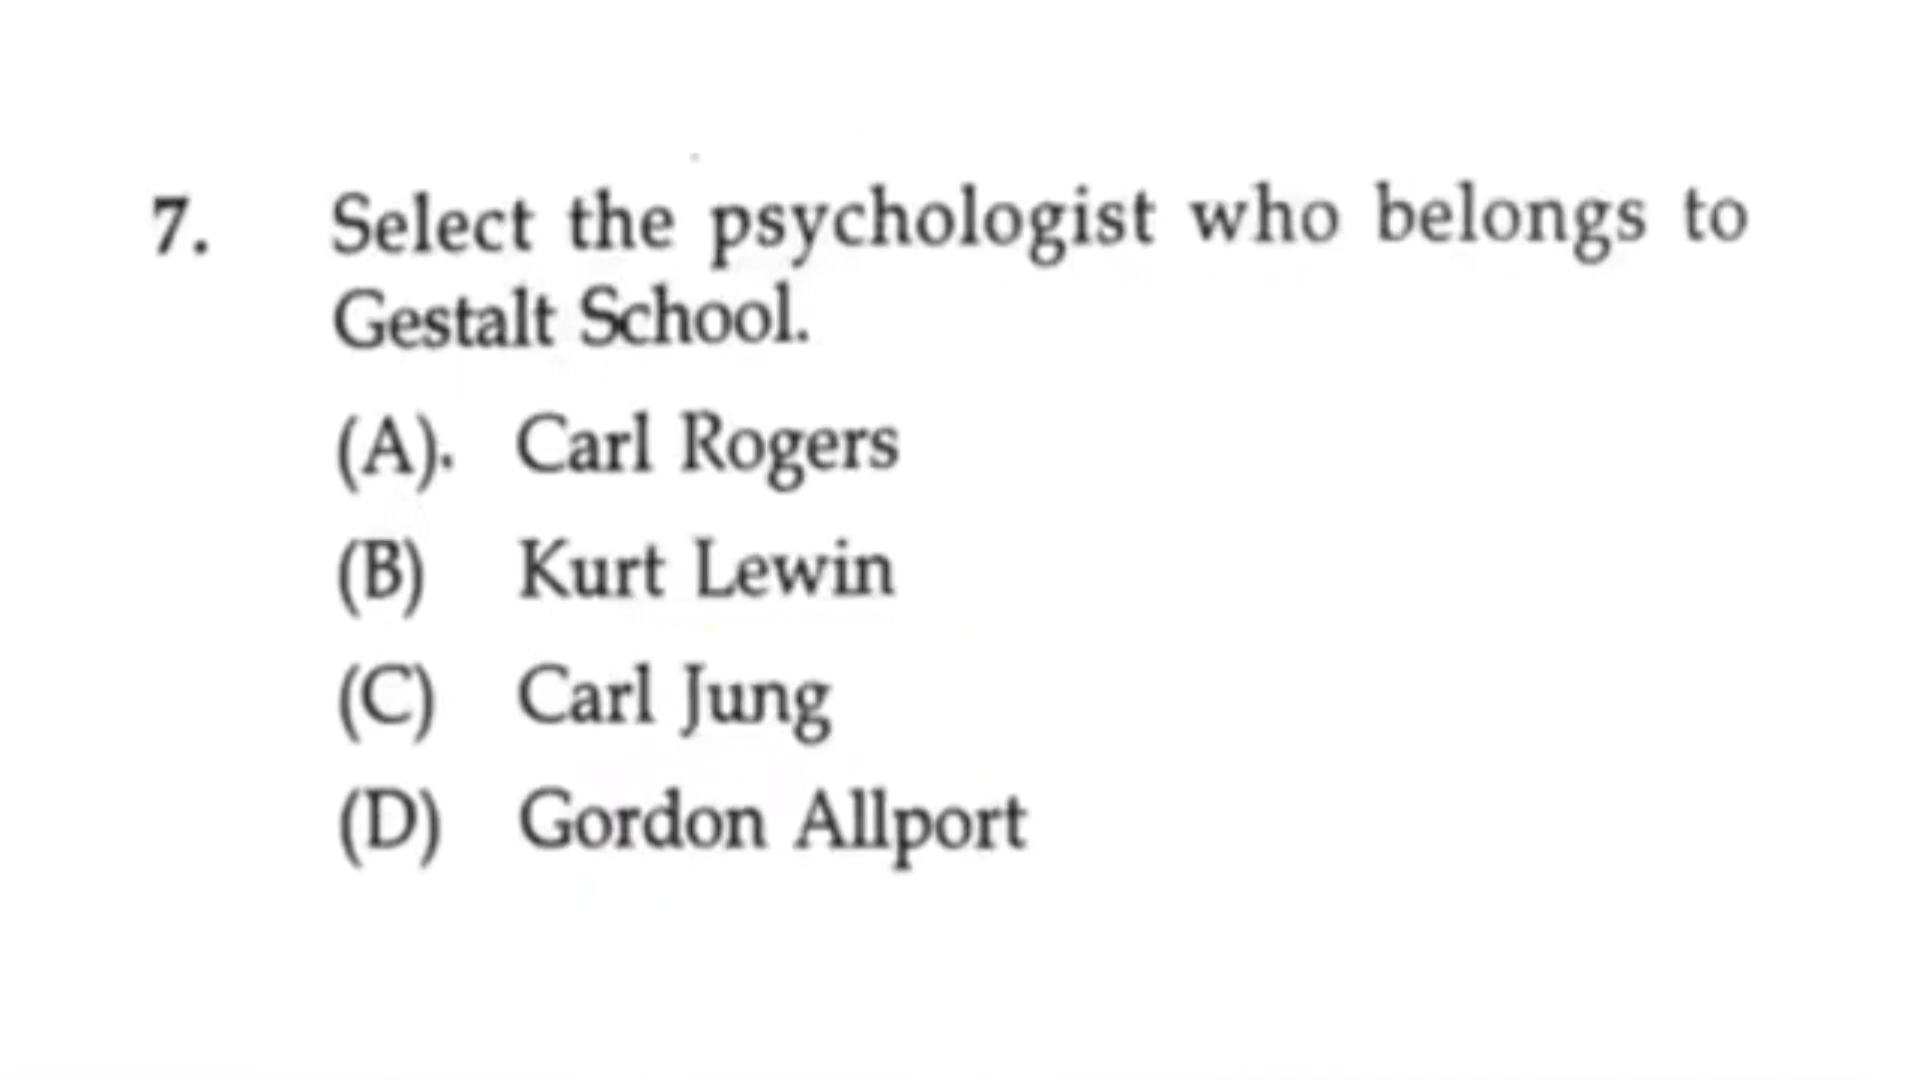 7. Select the psychologist who belongs to
Gestalt School.
(A). Carl Rogers
(B) Kurt Lewin
(C) Carl Jung
(D) Gordon Allport